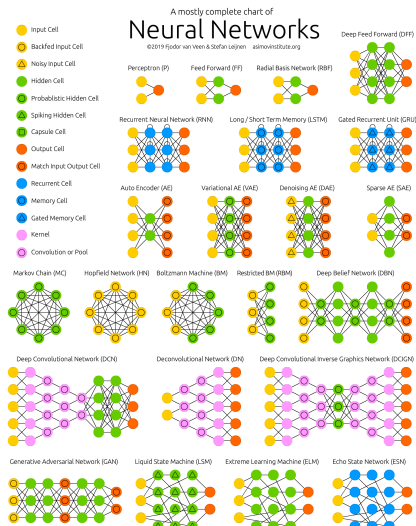 A mostly complete chart of
Neural Networks
©2019 Fjodor van Veen & Stefan Leijnen asimovinstitute.org
Input Cell
Backfed Input Cell
Noisy Input Cell
Hidden Cell
Probablistic Hidden Cell
Spiking Hidden Cell
Capsule Cell
Output Cell
Match Input Output Cell
Recurrent Cell
Memory Cell
Gated Memory Cell
Kernel
Convolution or Pool
Deep Feed Forward (DFF)
Perceptron (P) Feed Forward (FF) Radial Basis Network (RBF)
Recurrent Neural Network (RNN) Long / Short Term Memory (LSTM) Gated Recurrent Unit (GRU)
Auto Encoder (AE) Variational AE (VAE) Denoising AE (DAE) Sparse AE (SAE)
Markov Chain (MC) Hopfield Network (HN) Boltzmann Machine (BM) Restricted BM (RBM) Deep Belief Network (DBN)
Deep Convolutional Network (DCN) Deconvolutional Network (DN) Deep Convolutional Inverse Graphics Network (DCIGN)
Generative Adversarial Network (GAN) Liquid State Machine (LSM) Extreme Learning Machine (ELM) Echo State Network (ESN)